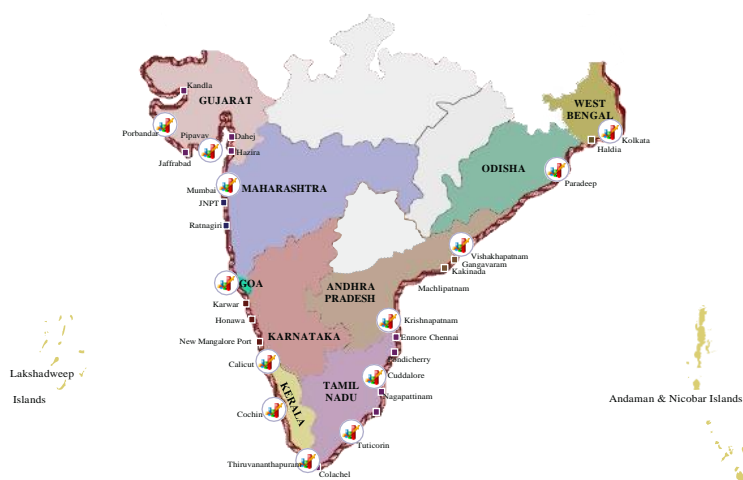 Kandla
GUJARAT
WEST
BENGAL
Porbandar
Pipavav
Dahej
Kolkata
Haldia
Hazira
Jaffrabad
ODISHA
Paradeep
Mumbai
MAHARASHTRA
JNPT
Ratnagiri
Vishakhapatnam
Gangavaram
Kakinada
GOA
ANDHRA
PRADESH
Machlipatnam
Karwar
Honawa
Krishnapatnam
KARNATAKA
Ennore Chennai
New Mangalore Port
ondicherry
Calicut
Lakshadweep
Islands
KERALA
TAMIL
NADU
Cuddalore
Nagapattinam
Andaman & Nicobar Islands
Cochin
Tuticorin
Thiruvananthapuram
Colachel